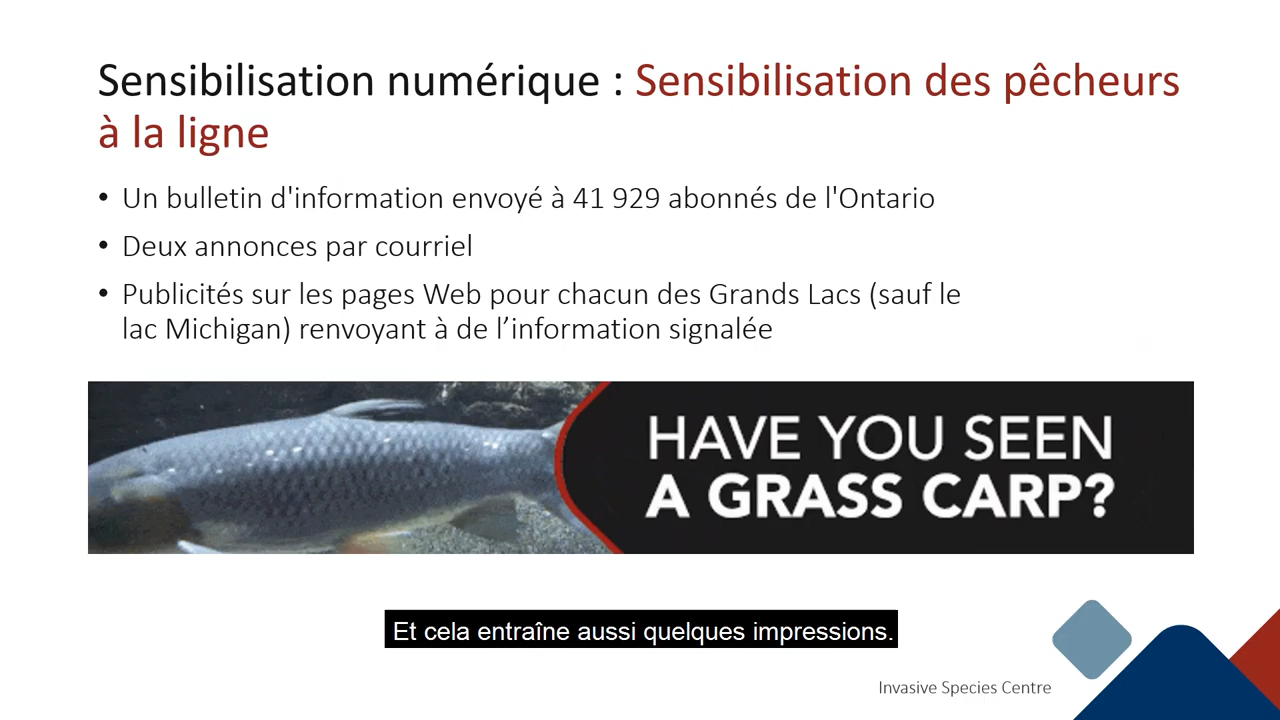 Sensibilisation numérique : Sensibilisation des pêcheurs
à la ligne
• Un bulletin d'information envoyé à 41 929 abonnés de l'Ontario
• Deux annonces par courriel
• Publicités sur les pages Web pour chacun des Grands Lacs (sauf le
lac Michigan) renvoyant à de l’information signalée
HAVE YOU SEEN
A GRASS CARP?
Et cela entraîne aussi quelques impressions.
Invasive Species Centre